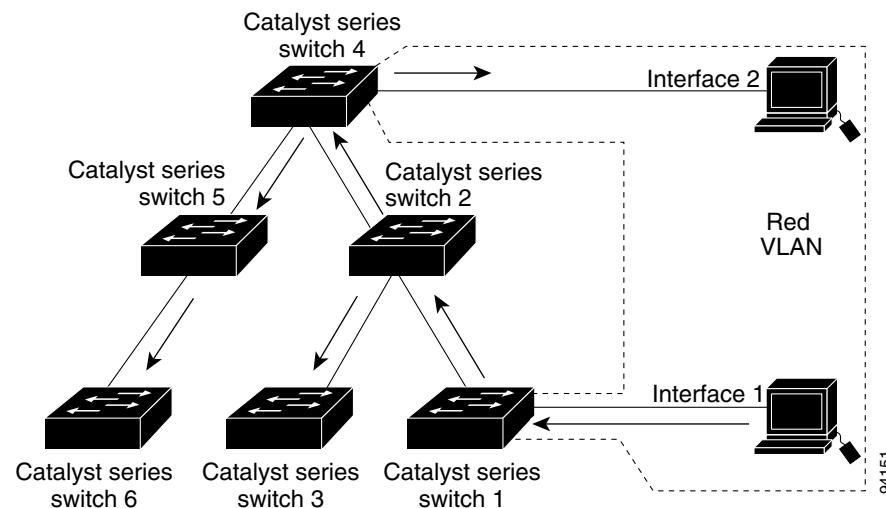 Catalyst series
switch 4
Interface 2
Catalyst series
switch 5
Catalyst series
switch 2
Red
VLAN
Interface 1
Catalyst series
switch 6
Catalyst series
switch 3
Catalyst series
switch 1
94151